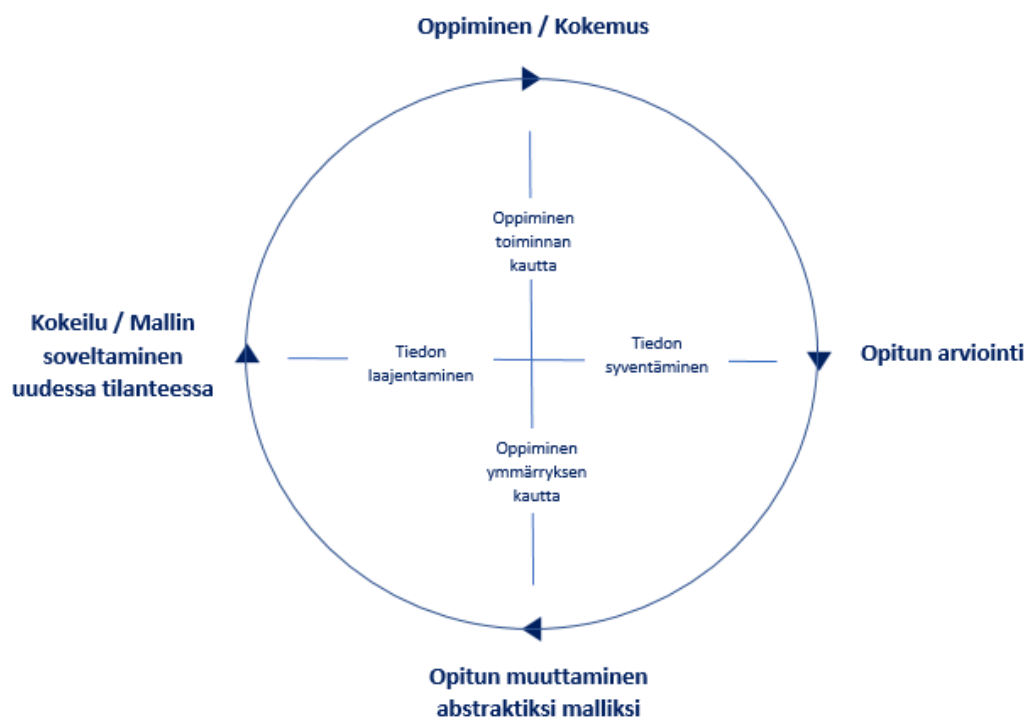 Oppiminen / Kokemus
Oppiminen
toiminnan
kautta
Kokeilu / Mallin
soveltaminen
uudessa tilanteessa
Tiedon
laajentaminen
Tiedon
syventäminen
Opitun arviointi
Oppiminen
ymmärryksen
kautta
Opitun muuttaminen
abstraktiksi malliksi